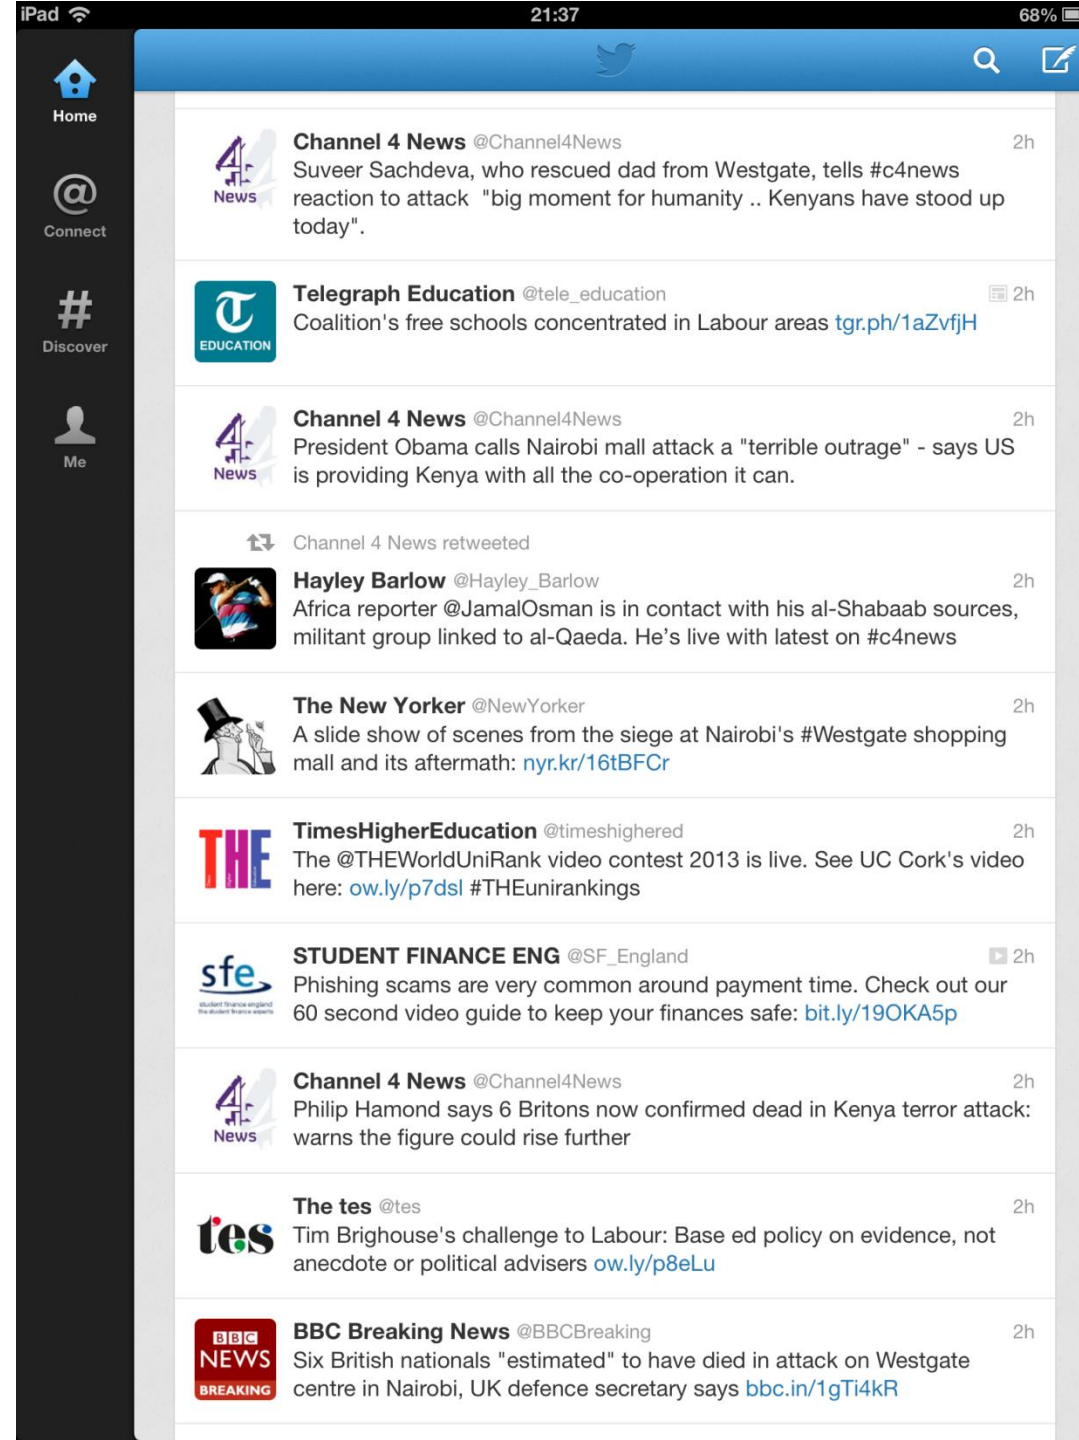 iPad 21:37 68%
Home
Connect
Discover
Me
Channel 4 News @Channel4News 2h
Suveer Sachdeva, who rescued dad from Westgate, tells #c4news
reaction to attack "big moment for humanity .. Kenyans have stood up
today".
News
Telegraph Education @tele_education 2h
Coalition's free schools concentrated in Labour areas tgr.ph/1aZvfjH
EDUCATION
Channel 4 News @Channel4News 2h
President Obama calls Nairobi mall attack a "terrible outrage" - says US
is providing Kenya with all the co-operation it can.
News
Channel 4 News retweeted
Hayley Barlow @Hayley_Barlow 2h
Africa reporter @JamalOsman is in contact with his al-Shabaab sources,
militant group linked to al-Qaeda. He’s live with latest on #c4news
The New Yorker @NewYorker 2h
A slide show of scenes from the siege at Nairobi's #Westgate shopping
mall and its aftermath: nyr.kr/16tBFCr
THE
TimesHigherEducation @timeshighered 2h
The @THEWorldUniRank video contest 2013 is live. See UC Cork's video
here: ow.ly/p7dsl #THEunirankings
sfe
student finance england
the student finance experts
STUDENT FINANCE ENG @SF_England 2h
Phishing scams are very common around payment time. Check out our
60 second video guide to keep your finances safe: bit.ly/19OKA5p
Channel 4 News @Channel4News 2h
Philip Hamond says 6 Britons now confirmed dead in Kenya terror attack:
warns the figure could rise further
News
tes
The tes @tes 2h
Tim Brighouse's challenge to Labour: Base ed policy on evidence, not
anecdote or political advisers ow.ly/p8eLu
BBC
NEWS
BREAKING
BBC Breaking News @BBCBreaking 2h
Six British nationals "estimated" to have died in attack on Westgate
centre in Nairobi, UK defence secretary says bbc.in/1gTi4kR